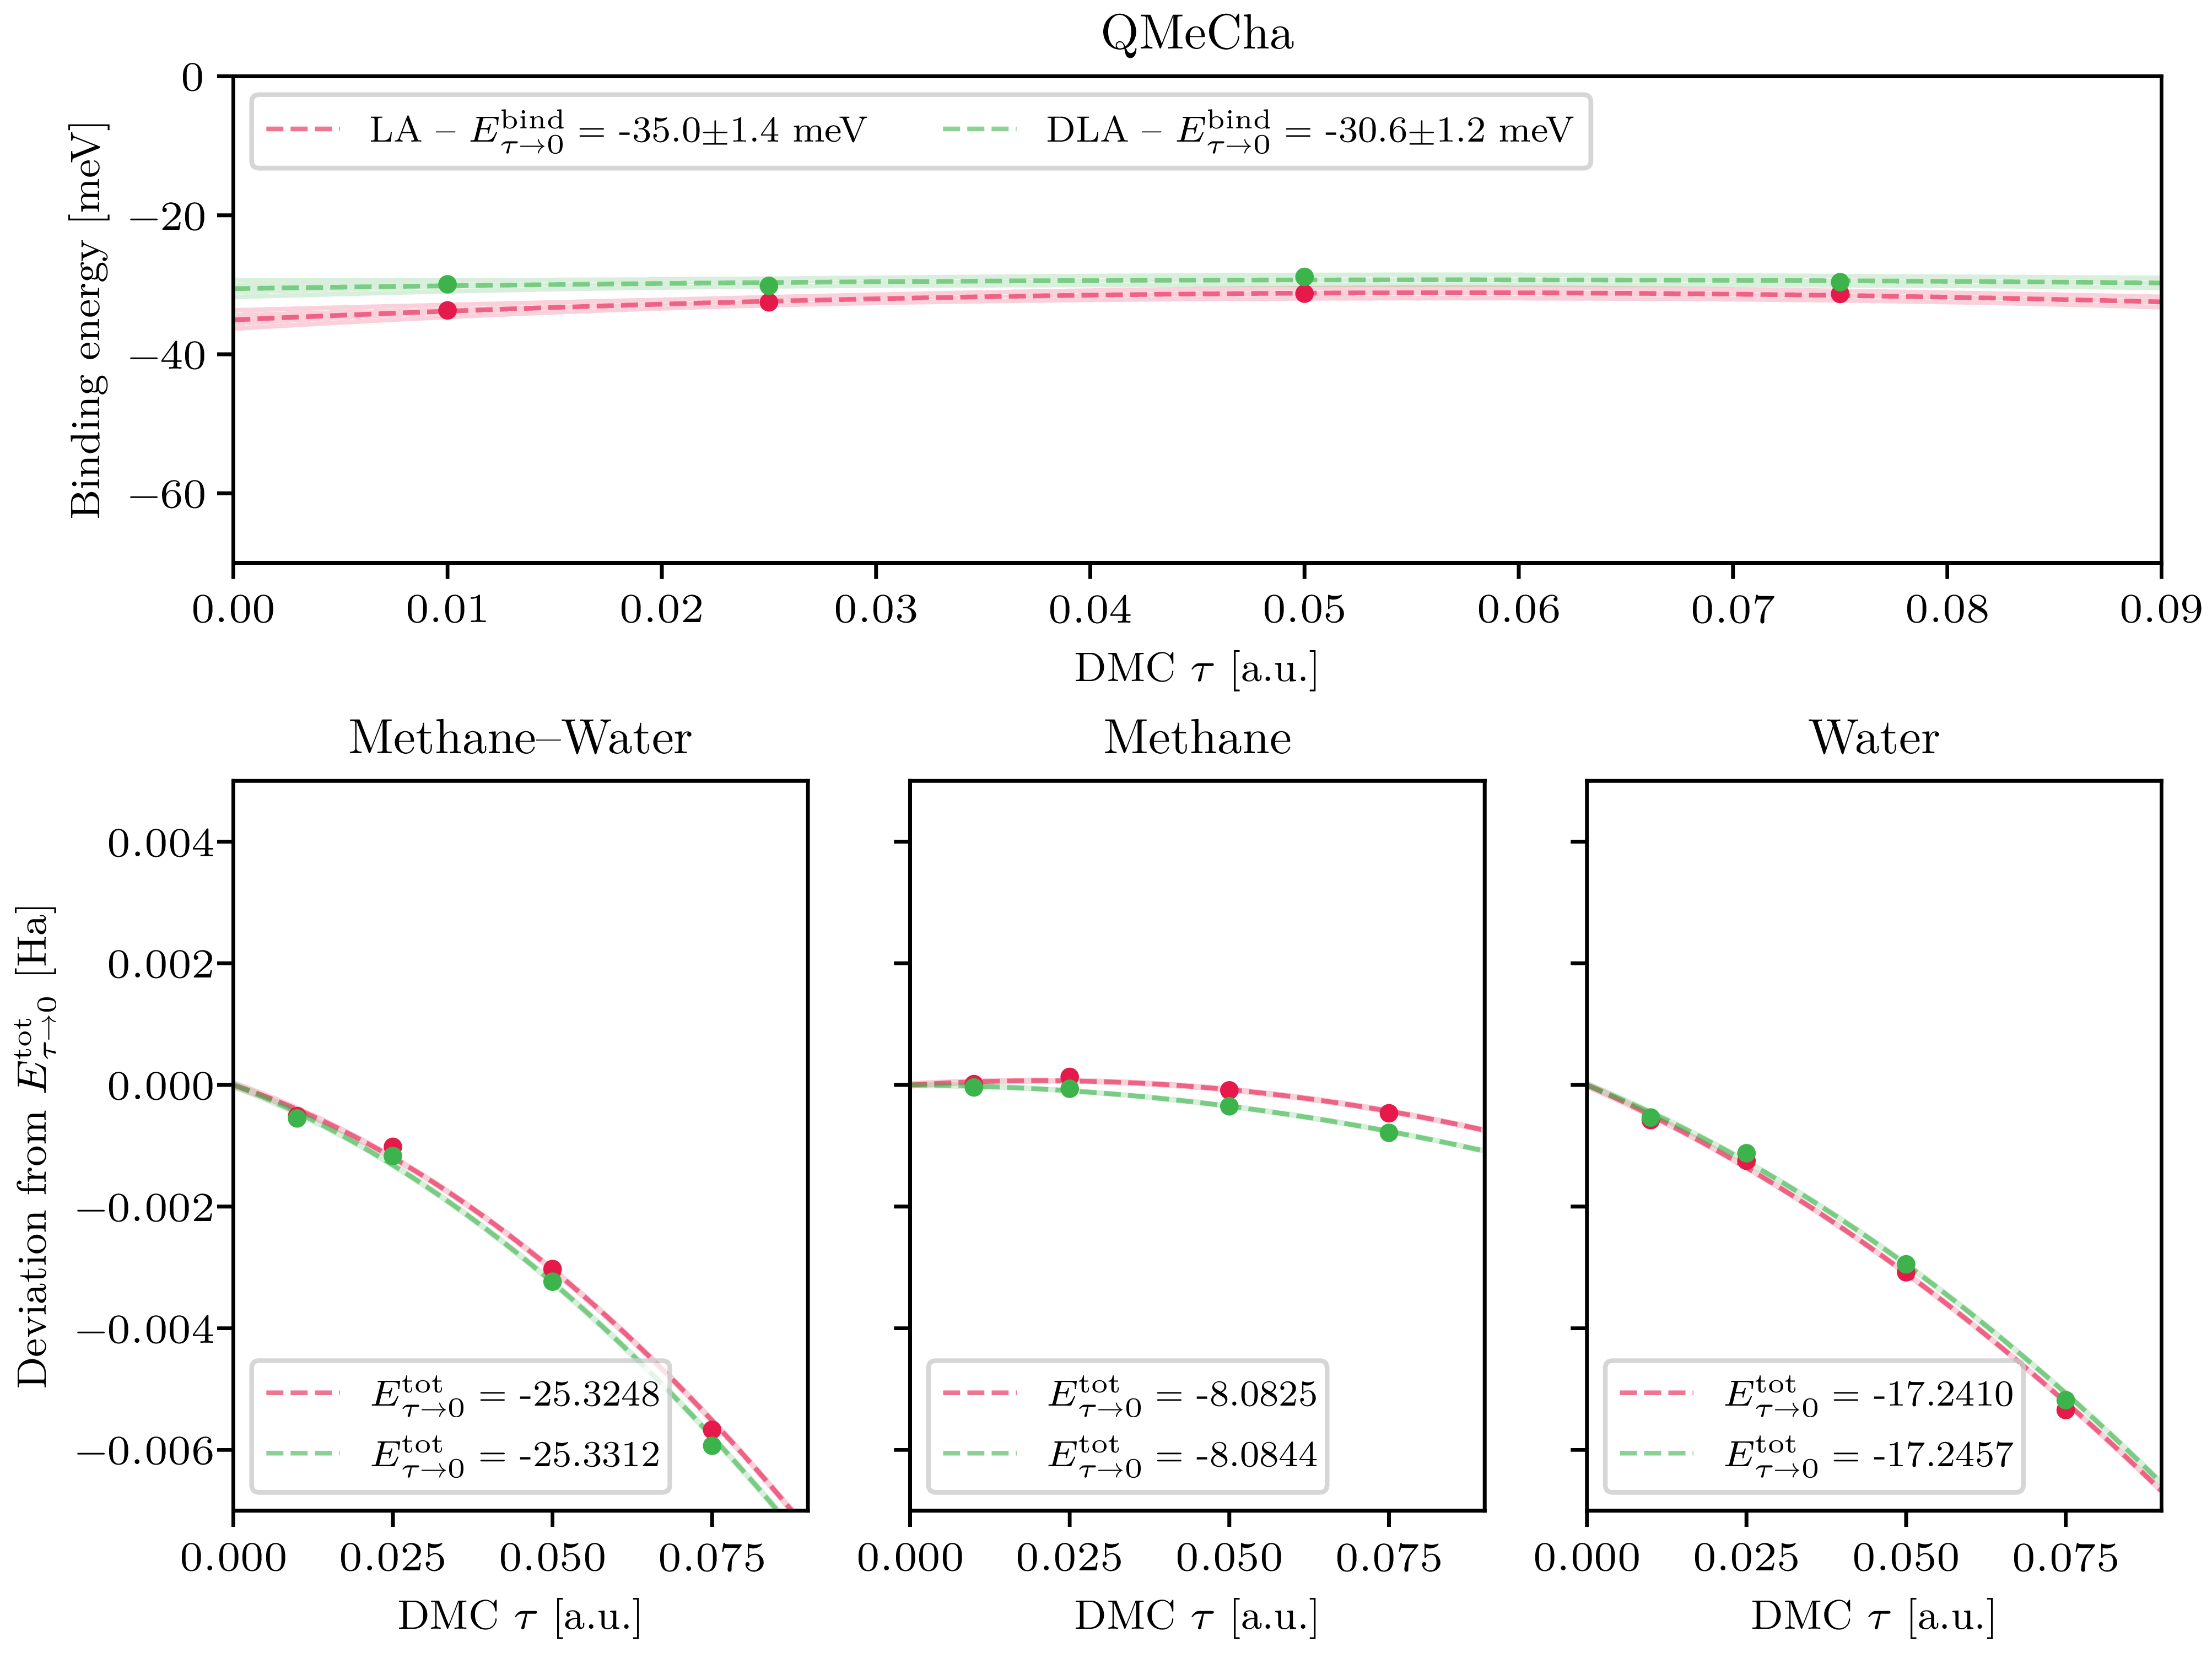 QMeCha
Binding energy [meV]
0
−20
−40
−60
LA – E^bind_τ→0 = -35.0±1.4 meV
DLA – E^bind_τ→0 = -30.6±1.2 meV
0.00 0.01 0.02 0.03 0.04 0.05 0.06 0.07 0.08 0.09
DMC τ [a.u.]
Methane–Water
Methane
Water
Deviation from E^tot_τ→0 [Ha]
0.004
0.002
0.000
−0.002
−0.004
−0.006
E^tot_τ→0 = -25.3248
E^tot_τ→0 = -25.3312
E^tot_τ→0 = -8.0825
E^tot_τ→0 = -8.0844
E^tot_τ→0 = -17.2410
E^tot_τ→0 = -17.2457
0.000 0.025 0.050 0.075
0.000 0.025 0.050 0.075
0.000 0.025 0.050 0.075
DMC τ [a.u.]
DMC τ [a.u.]
DMC τ [a.u.]